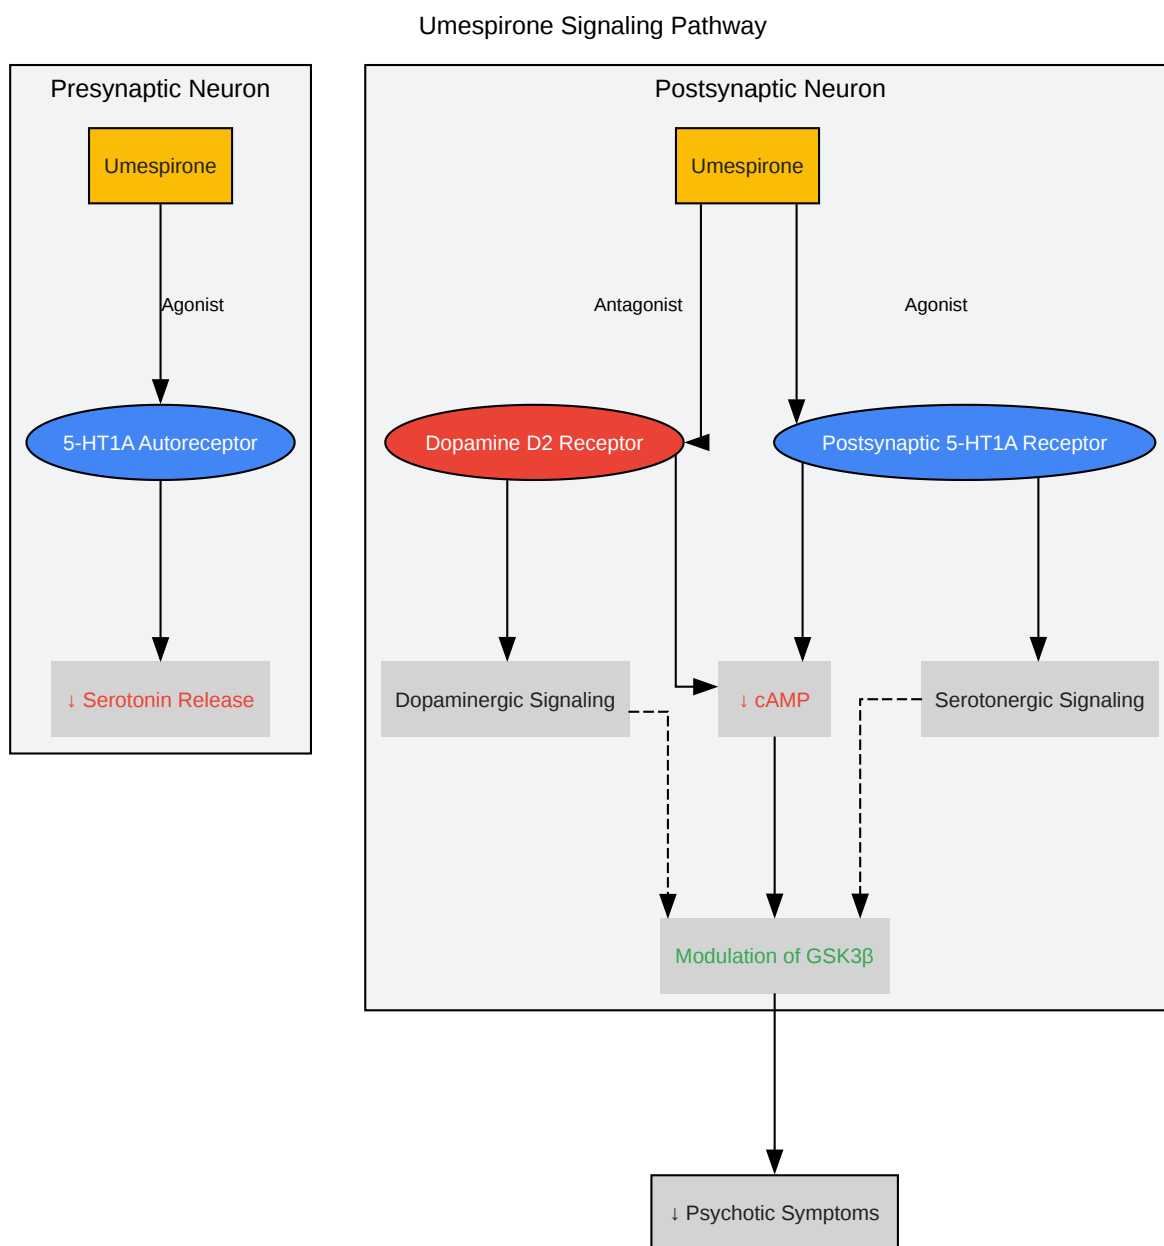 Umespirone Signaling Pathway
Presynaptic Neuron
Umespirone
Agonist
5-HT1A Autoreceptor
↓ Serotonin Release
Postsynaptic Neuron
Umespirone
Antagonist
Agonist
Dopamine D2 Receptor
Postsynaptic 5-HT1A Receptor
Dopaminergic Signaling
↓ cAMP
Serotonergic Signaling
Modulation of GSK3β
↓ Psychotic Symptoms